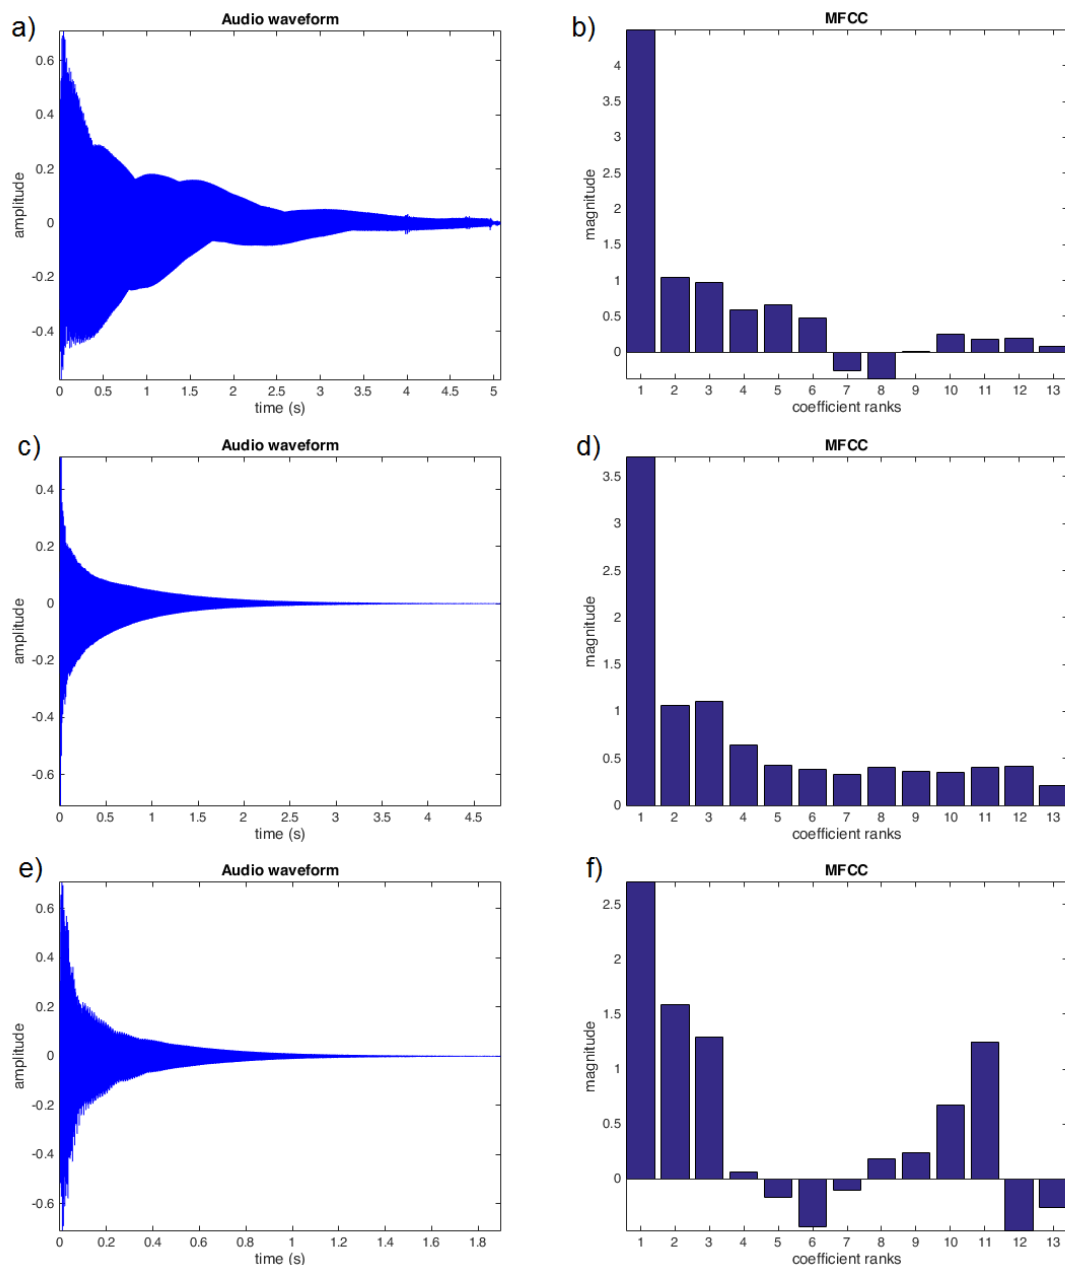 a)
Audio waveform
0.6
0.4
0.2
0
-0.2
-0.4
amplitude
0 0.5 1 1.5 2 2.5 3 3.5 4 4.5 5
time (s)
b)
MFCC
4
3.5
3
2.5
2
1.5
1
0.5
0
magnitude
1 2 3 4 5 6 7 8 9 10 11 12 13
coefficient ranks
c)
Audio waveform
0.4
0.2
0
-0.2
-0.4
-0.6
amplitude
0 0.5 1 1.5 2 2.5 3 3.5 4 4.5
time (s)
d)
MFCC
3.5
3
2.5
2
1.5
1
0.5
0
magnitude
1 2 3 4 5 6 7 8 9 10 11 12 13
coefficient ranks
e)
Audio waveform
0.6
0.4
0.2
0
-0.2
-0.4
-0.6
amplitude
0 0.2 0.4 0.6 0.8 1 1.2 1.4 1.6 1.8
time (s)
f)
MFCC
2.5
2
1.5
1
0.5
0
magnitude
1 2 3 4 5 6 7 8 9 10 11 12 13
coefficient ranks